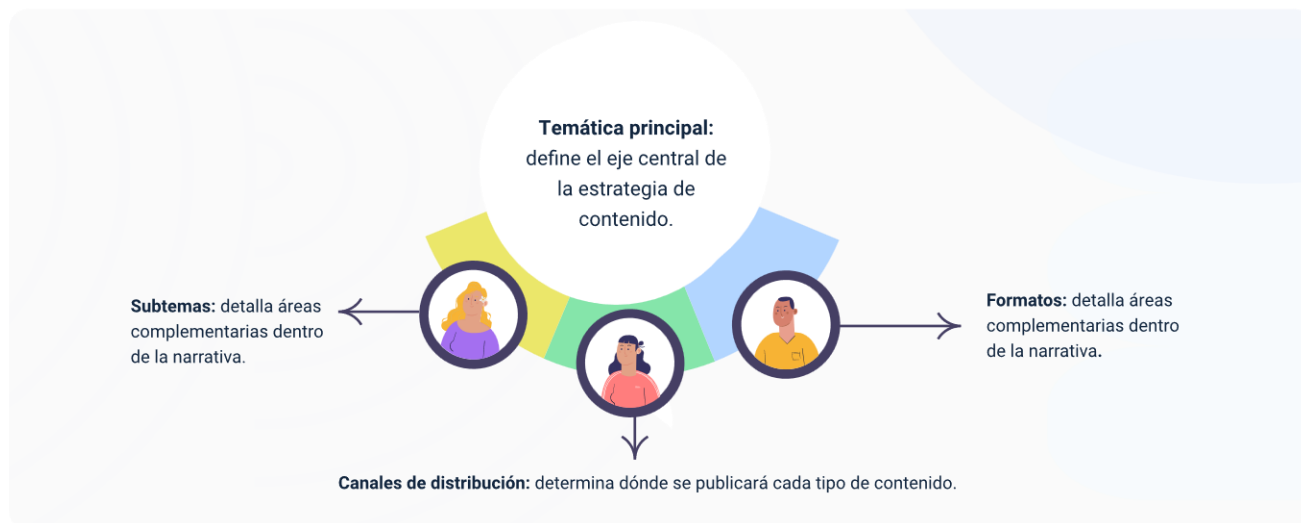 Temática principal:
define el eje central de
la estrategia de
contenido.
Subtemas: detalla áreas
complementarias dentro
de la narrativa.
Formatos: detalla áreas
complementarias dentro
de la narrativa.
Canales de distribución: determina dónde se publicará cada tipo de contenido.